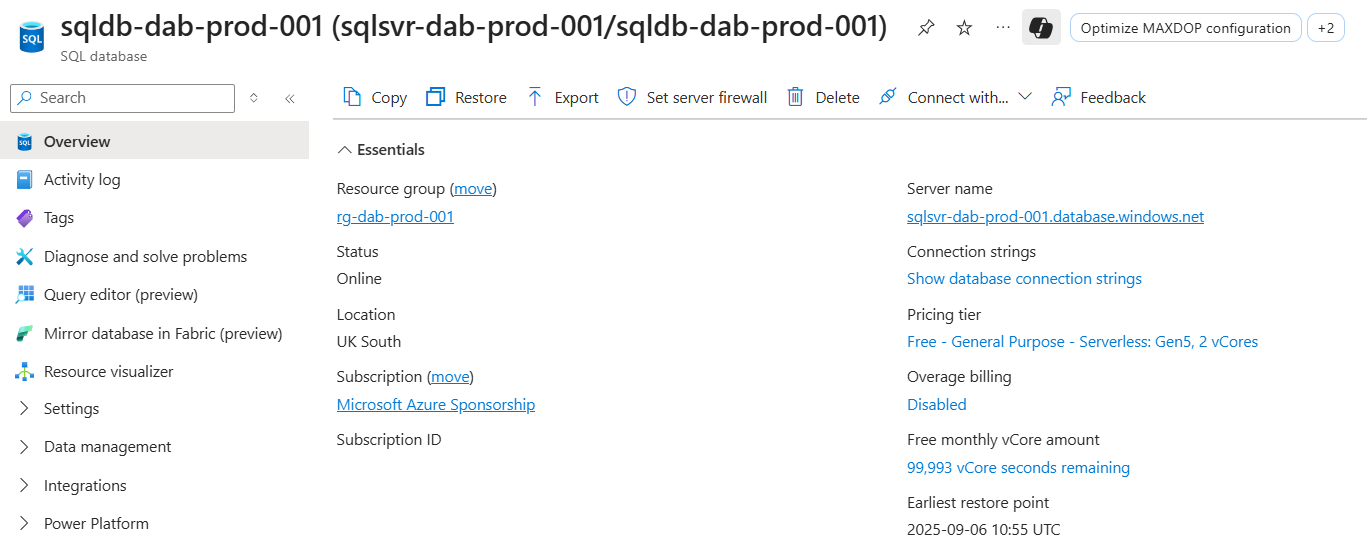 sqldb-dab-prod-001 (sqlsvr-dab-prod-001/sqldb-dab-prod-001)
SQL database
Optimize MAXDOP configuration
+2
Search
Copy
Restore
Export
Set server firewall
Delete
Connect with...
Feedback
Overview
Activity log
Tags
Diagnose and solve problems
Query editor (preview)
Mirror database in Fabric (preview)
Resource visualizer
Settings
Data management
Integrations
Power Platform
Essentials
Resource group (move)
rg-dab-prod-001
Status
Online
Location
UK South
Subscription (move)
Microsoft Azure Sponsorship
Subscription ID
Server name
sqlsvr-dab-prod-001.database.windows.net
Connection strings
Show database connection strings
Pricing tier
Free - General Purpose - Serverless: Gen5, 2 vCores
Overage billing
Disabled
Free monthly vCore amount
99,993 vCore seconds remaining
Earliest restore point
2025-09-06 10:55 UTC